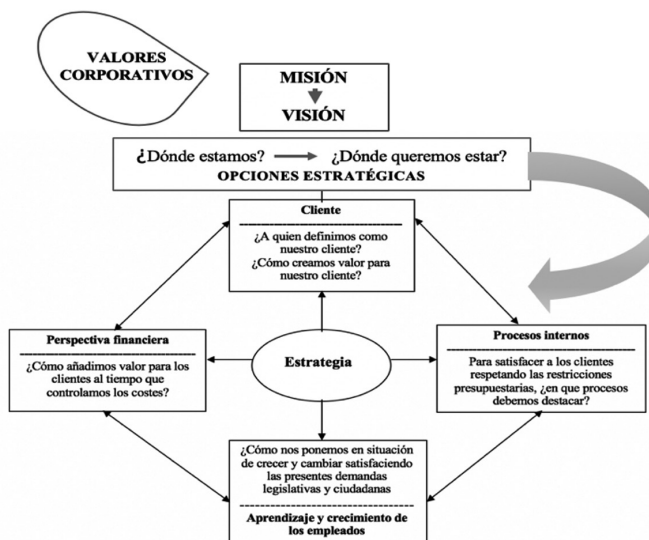 VALORES
CORPORATIVOS
MISIÓN
VISIÓN
¿Dónde estamos? ¿Dónde queremos estar?
OPCIONES ESTRATÉGICAS
Cliente
¿A quien definimos como
nuestro cliente?
¿Cómo creamos valor para
nuestro cliente?
Perspectiva financiera
¿Cómo añadimos valor para los
clientes al tiempo que
controlamos los costes?
Estrategia
Procesos internos
Para satisfacer a los clientes
respetando las restricciones
presupuestarias, ¿en que procesos
debemos destacar?
¿Cómo nos ponemos en situación
de crecer y cambiar satisfaciendo
las presentes demandas
legislativas y ciudadanas
Aprendizaje y crecimiento de
los empleados